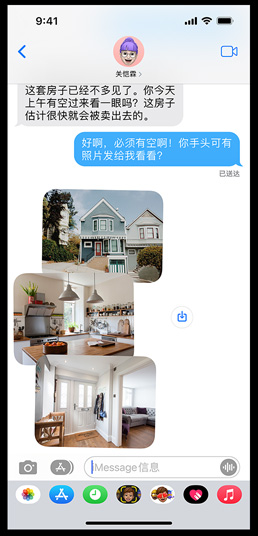 9:41
关恺霖
这套房子已经不多见了。你今天
上午有空过来看一眼吗？这房子
估计很快就会被卖出去的。
好啊，必须有空啊！你手头可有
照片发给我看看？
已送达
iMessage信息